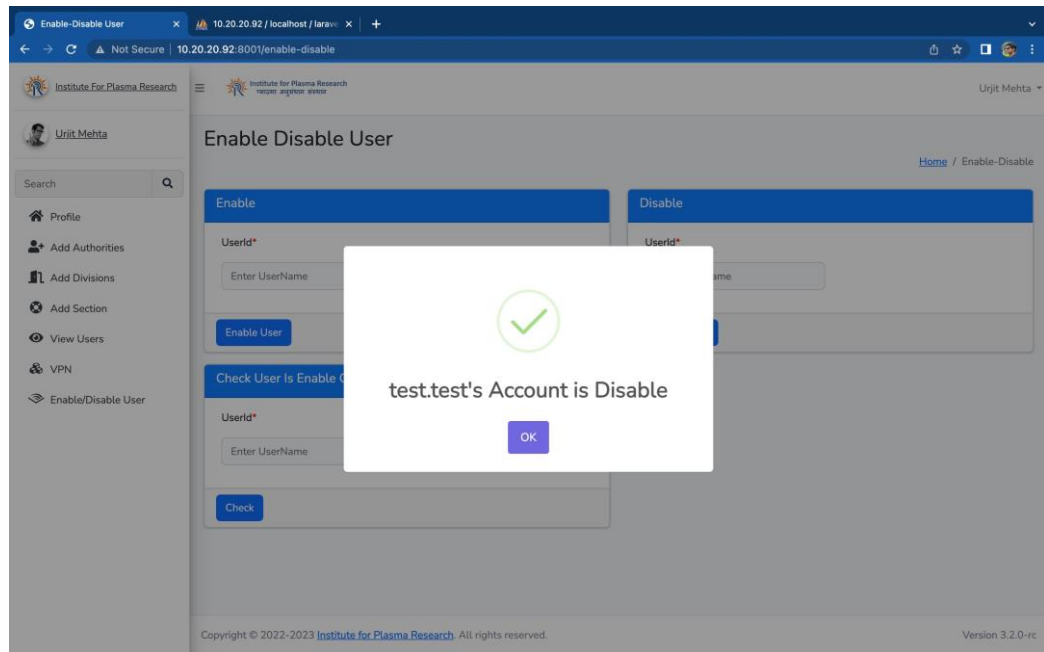 Enable-Disable User
10.20.20.92 / localhost / larave
Not Secure | 10.20.20.92:8001/enable-disable
Institute For Plasma Research
Institute for Plasma Research
प्लाज़्मा अनुसंधान संस्थान
Urjit Mehta
Urjit Mehta
Enable Disable User
Home / Enable-Disable
Search
Profile
Add Authorities
Add Divisions
Add Section
View Users
VPN
Enable/Disable User
Enable
UserId*
Enter UserName
Enable User
Disable
UserId*
ame
Check User Is Enable
UserId*
Enter UserName
Check
test.test's Account is Disable
OK
Copyright © 2022-2023 Institute for Plasma Research. All rights reserved.
Version 3.2.0-rc